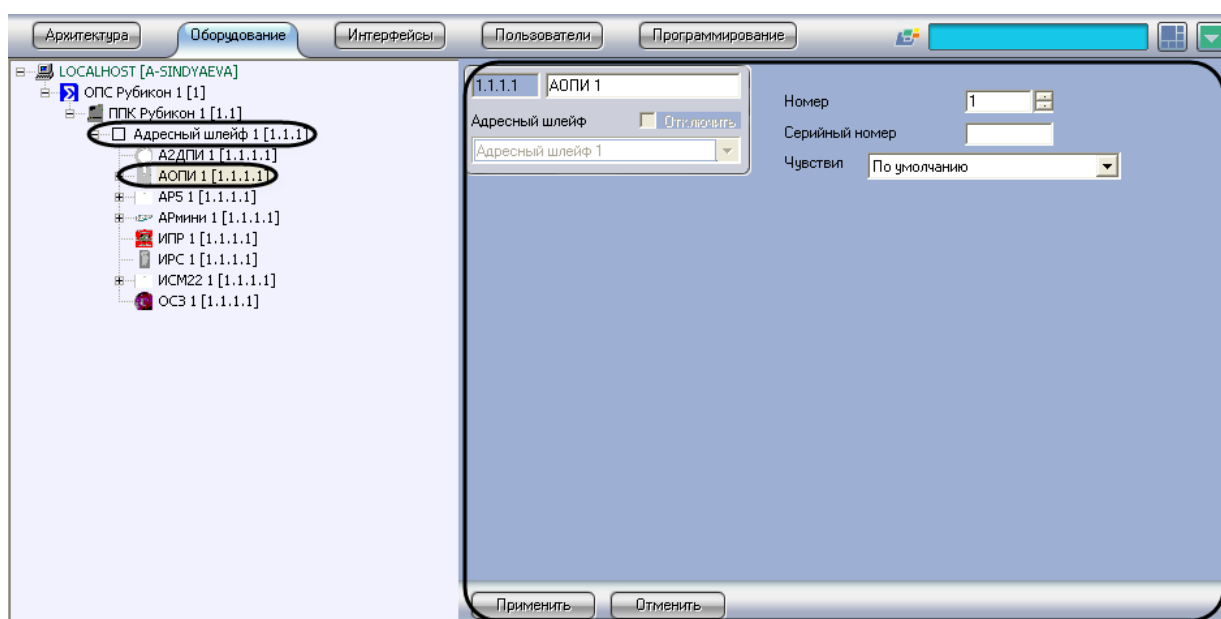 Архитектура Оборудование Интерфейсы Пользователи Программирование
LOCALHOST [A-SINDYAEVA]
ОПС Рубикон 1 [1]
ППК Рубикон 1 [1.1]
Адресный шлейф 1 [1.1.1]
А2ДПИ 1 [1.1.1.1]
АОПИ 1 [1.1.1.1]
АР5 1 [1.1.1.1]
АРмини 1 [1.1.1.1]
ИПР 1 [1.1.1.1]
ИРС 1 [1.1.1.1]
ИСМ22 1 [1.1.1.1]
ОСЗ 1 [1.1.1.1]
1.1.1.1 АОПИ 1
Адресный шлейф Отключить
Адресный шлейф 1
Номер 1
Серийный номер
Чувствил По умолчанию
Применить Отменить